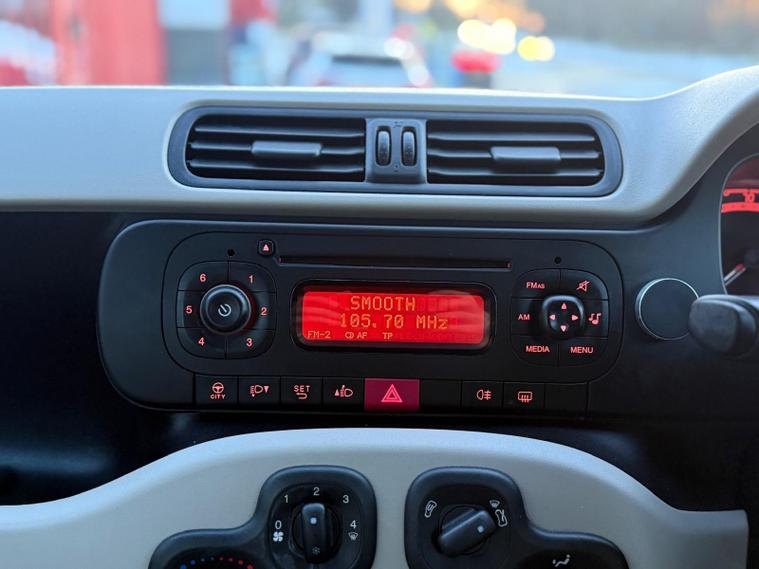 6 1
5 2
4 3
SMOOTH
105.70 MHz
FM-2 CD AF TP
FMAS
AM
MEDIA MENU
CITY
SET
0 1 2 3 4
70